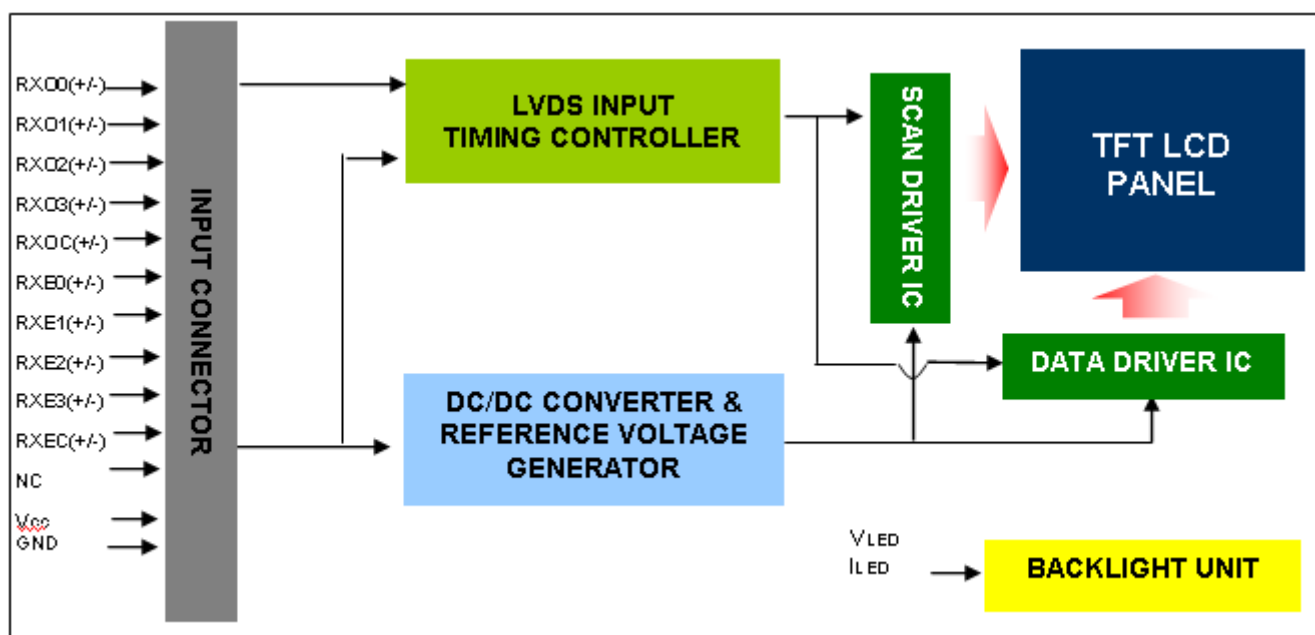 RXO0(+/-)
RXO1(+/-)
RXO2(+/-)
RXO3(+/-)
RXOC(+/-)
RXE0(+/-)
RXE1(+/-)
RXE2(+/-)
RXE3(+/-)
RXEC(+/-)
NC
Vcc
GND
INPUT CONNECTOR
LVDS INPUT
TIMING CONTROLLER
DC/DC CONVERTER &
REFERENCE VOLTAGE
GENERATOR
SCAN DRIVER IC
TFT LCD
PANEL
DATA DRIVER IC
VLED
ILED
BACKLIGHT UNIT